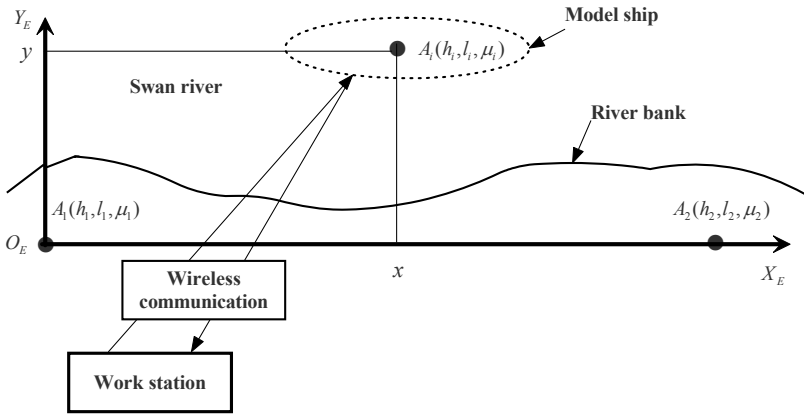 Y_E
Model ship
y
A_i(h_i, l_i, μ_i)
Swan river
River bank
A_1(h_1, l_1, μ_1)
A_2(h_2, l_2, μ_2)
O_E
Wireless
communication
x
X_E
Work station